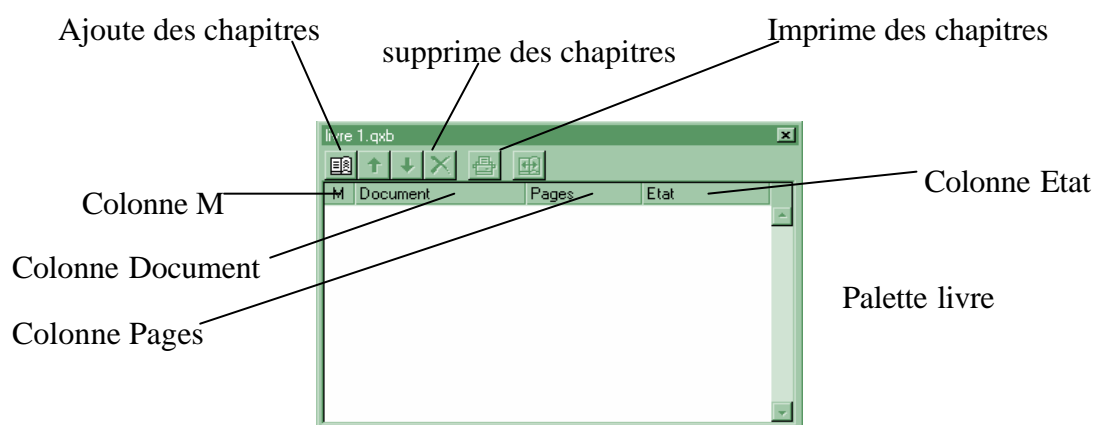 Ajoute des chapitres
Imprime des chapitres
supprime des chapitres
livre 1.qxb
M Document Pages Etat
Colonne Etat
Colonne M
Colonne Document
Palette livre
Colonne Pages